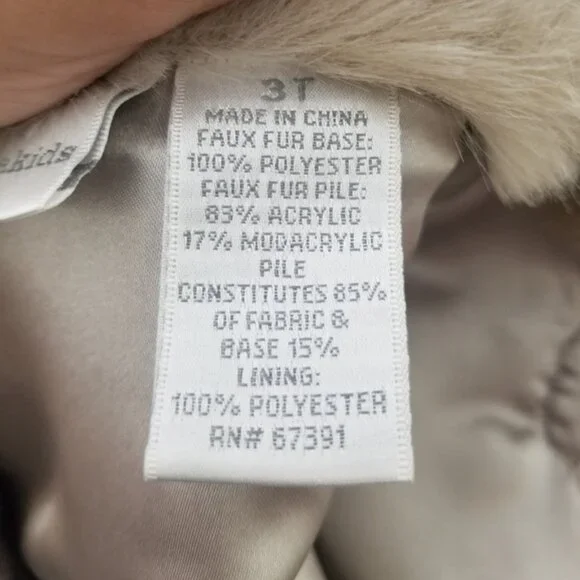 3T
MADE IN CHINA
FAUX FUR BASE:
100% POLYESTER
FAUX FUR PILE:
83% ACRYLIC
17% MODACRYLIC
PILE
CONSTITUTES 85%
OF FABRIC &
BASE 15%
LINING:
100% POLYESTER
RN# 67391
kids